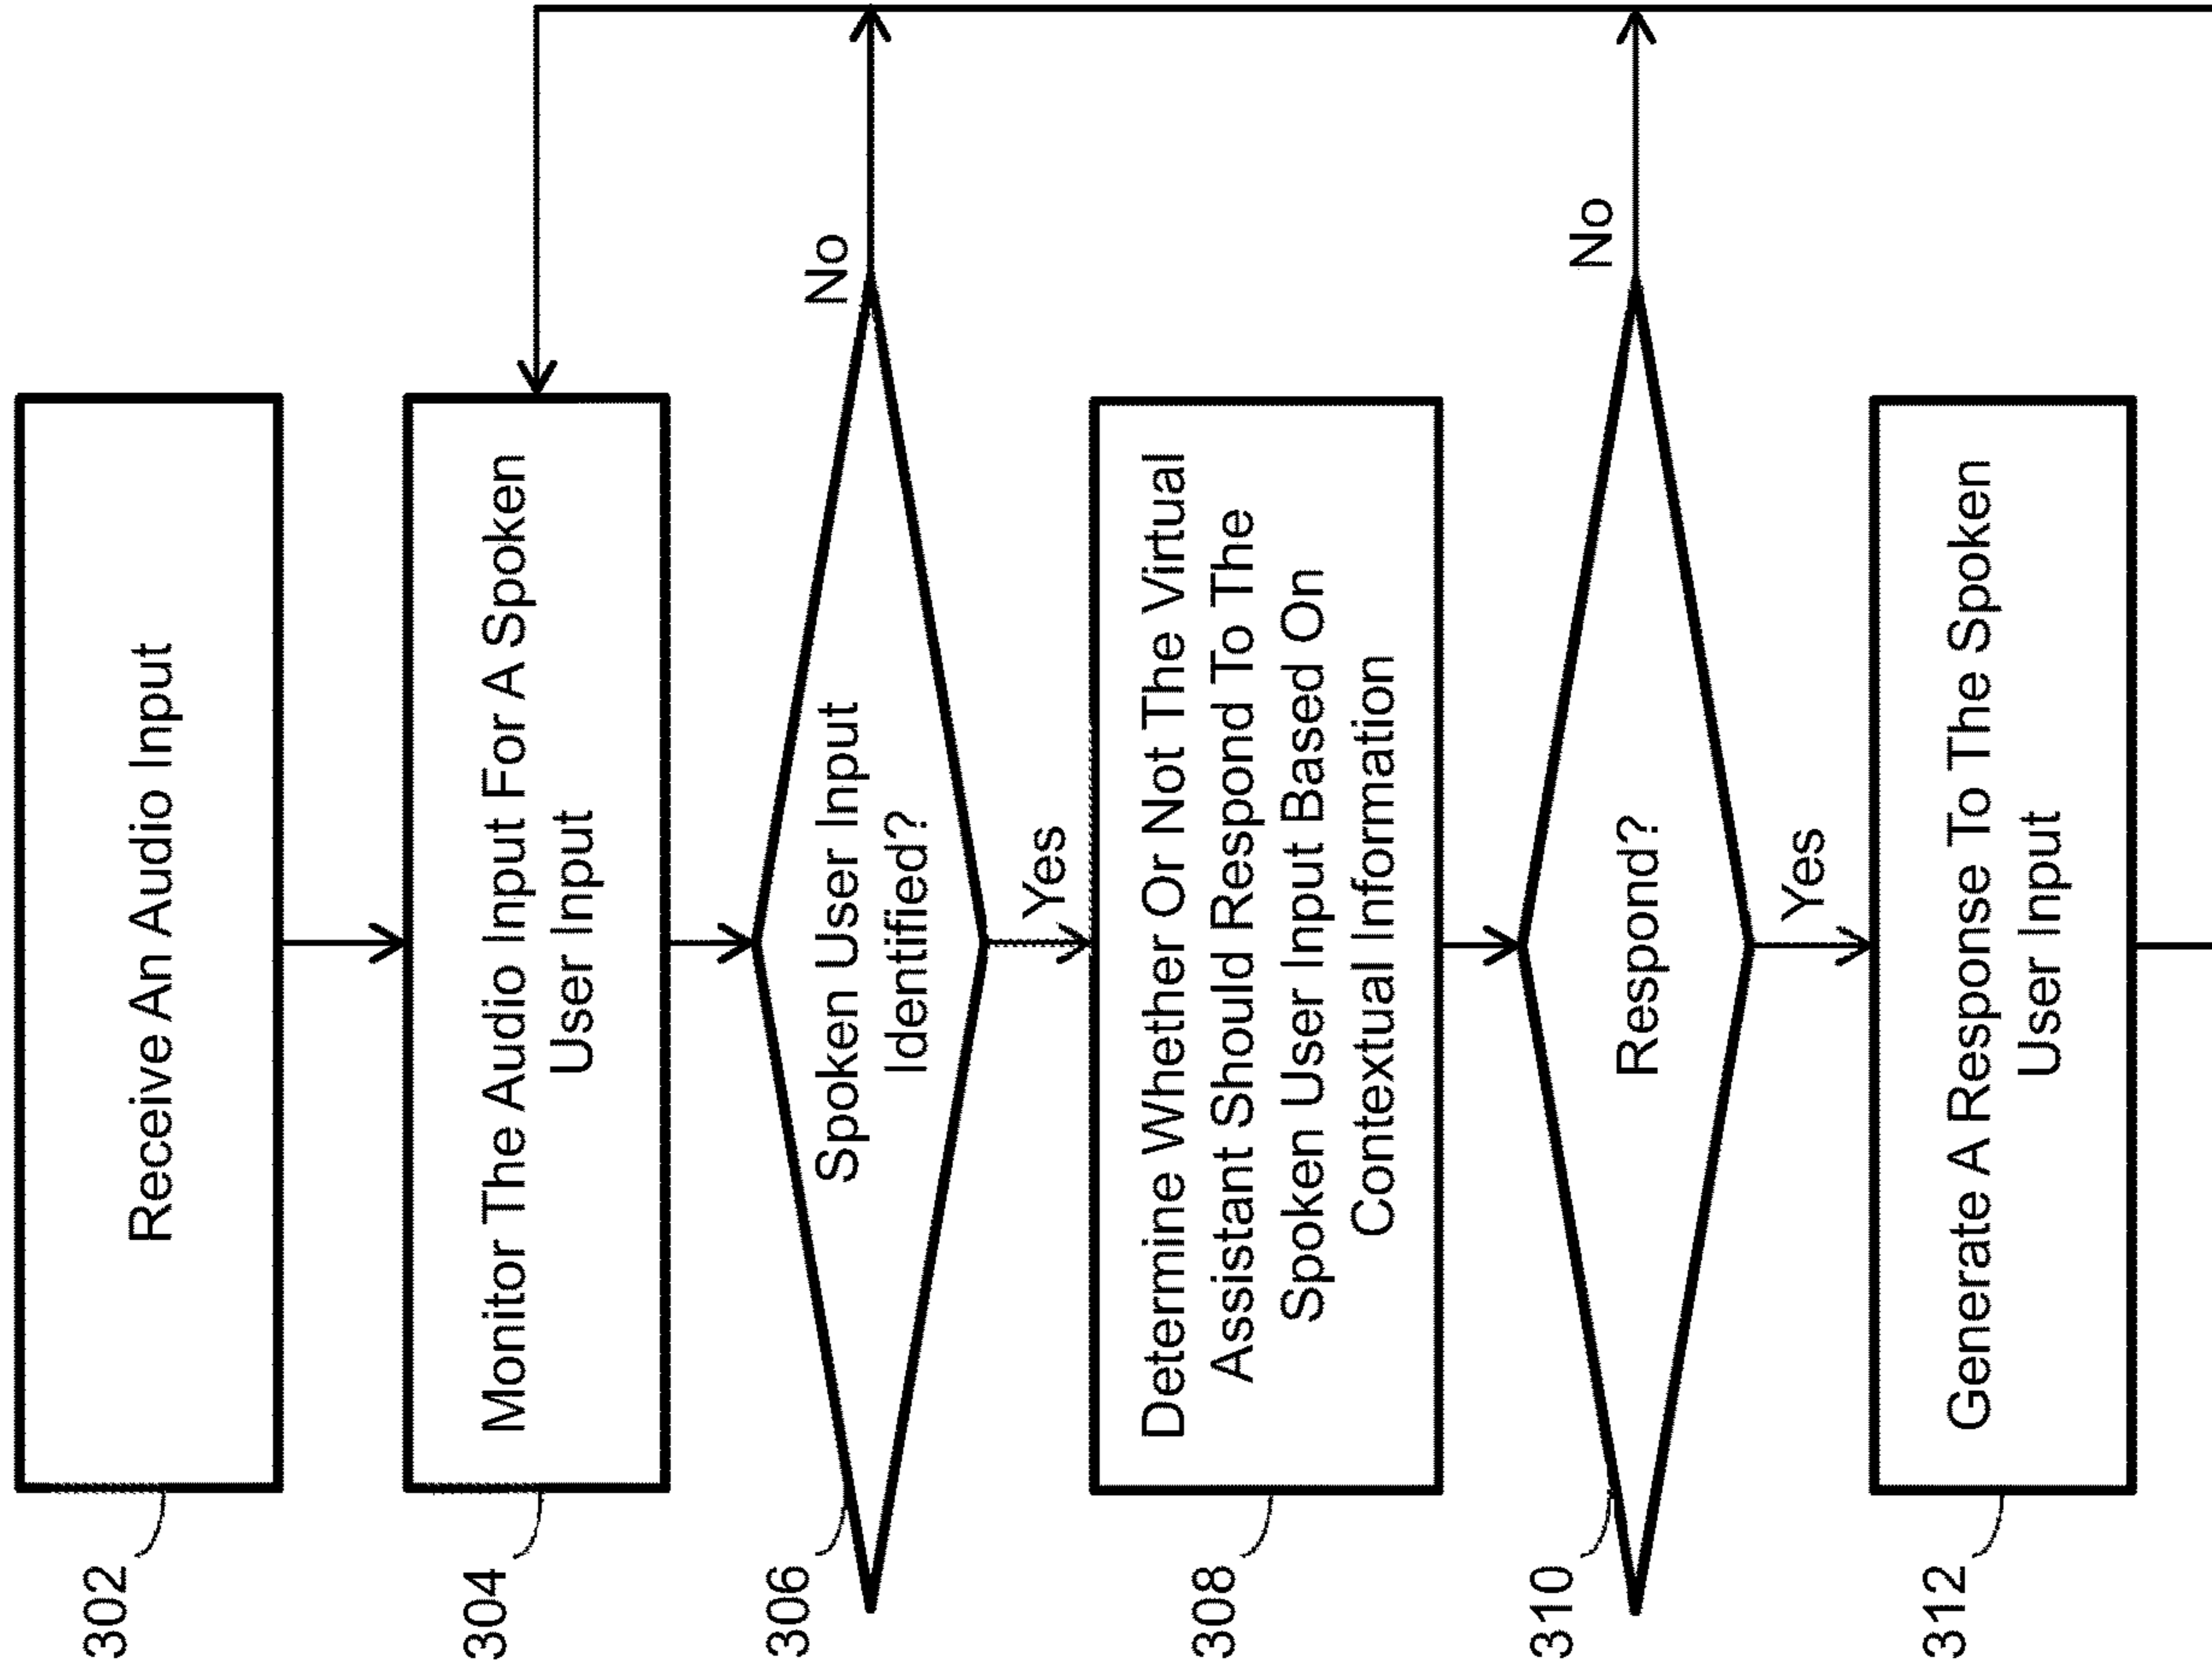 302
Receive An Audio Input
304
Monitor The Audio Input For A Spoken
User Input
306
Spoken User Input
Identified?
No
Yes
308
Determine Whether Or Not The Virtual
Assistant Should Respond To The
Spoken User Input Based On
Contextual Information
310
Respond?
No
Yes
312
Generate A Response To The Spoken
User Input